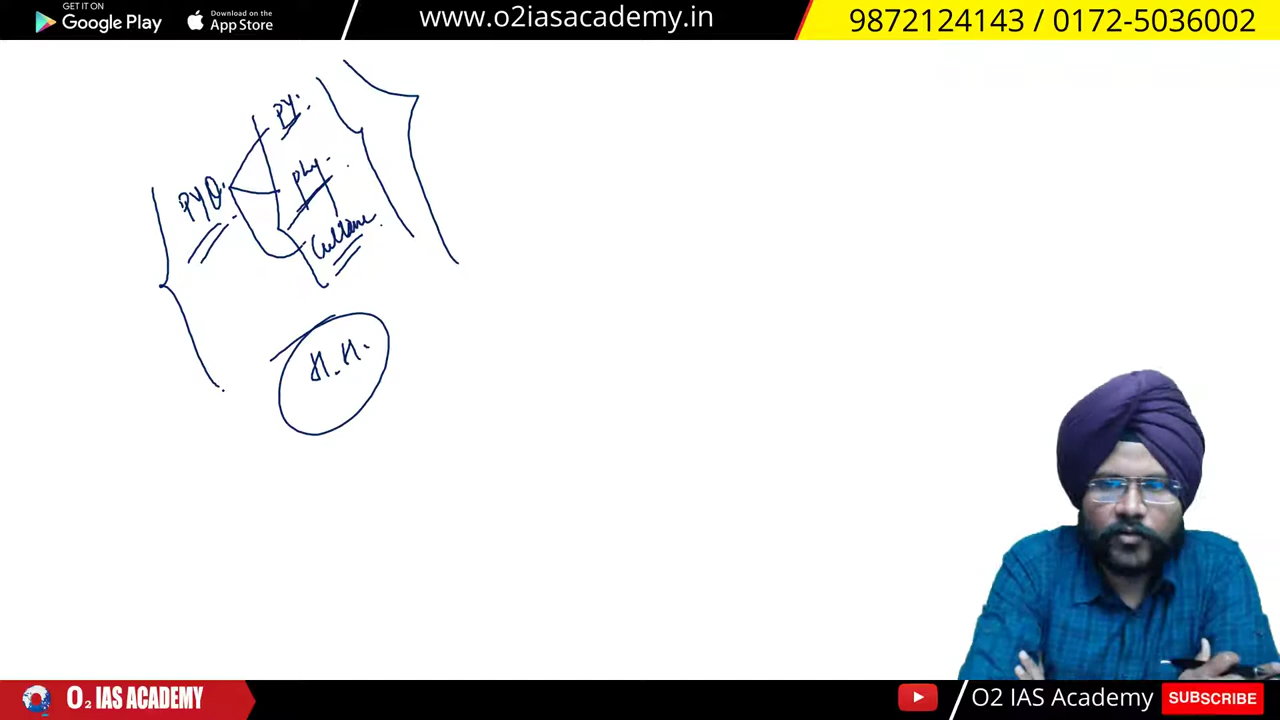 GET IT ON
Google Play
Download on the
App Store
www.o2iasacademy.in
9872124143 / 0172-5036002
PY.
PYQ.
phy.
Culture.
H.H.
O₂ IAS ACADEMY
O2 IAS Academy
SUBSCRIBE